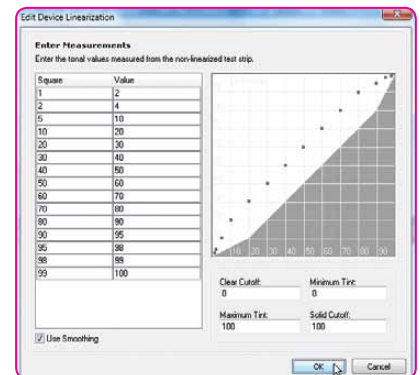 Edit Device Linearization
Enter Measurements
Enter the tonal values measured from the non-linearized test strip.
Square Value
1 2
2 4
5 10
10 20
20 30
30 40
40 50
50 60
60 70
70 80
80 90
90 95
95 98
98 99
99 100
10 20 30 40 50 60 70 80 90
Clear Cutoff: Minimum Tint:
0 0
Maximum Tint: Solid Cutoff:
100 100
Use Smoothing
OK Cancel